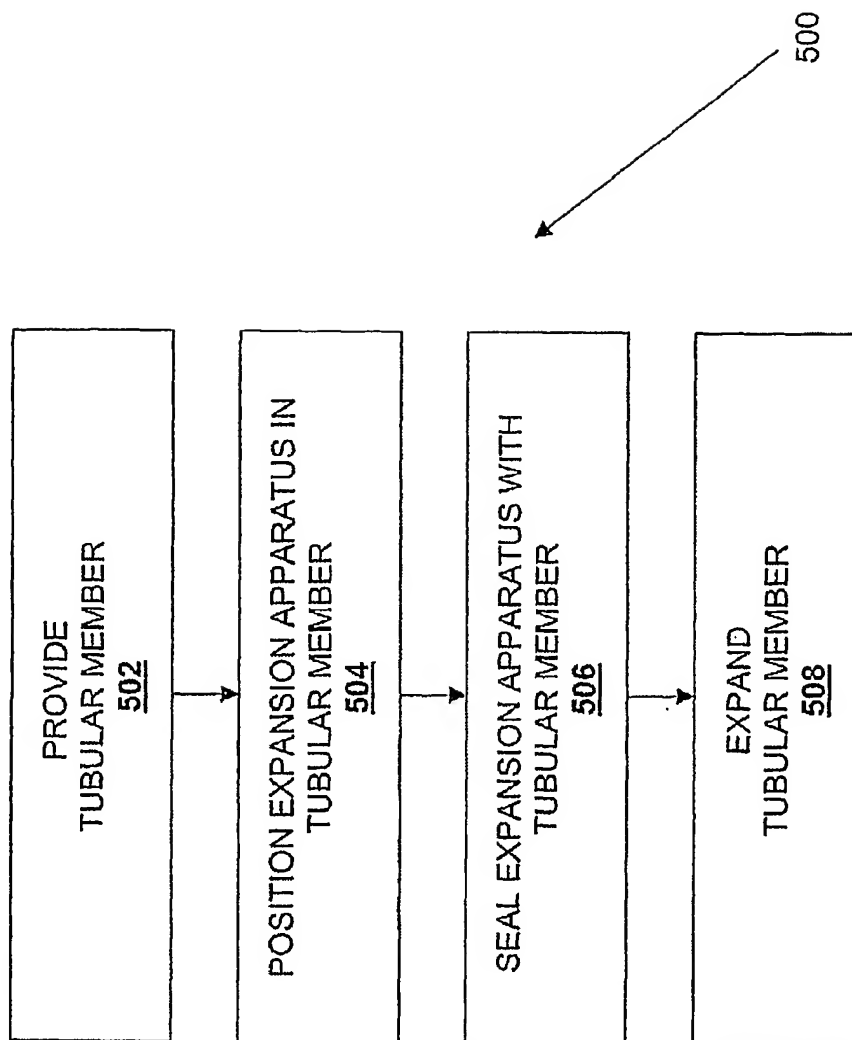 PROVIDE
TUBULAR MEMBER
502
POSITION EXPANSION APPARATUS IN
TUBULAR MEMBER
504
SEAL EXPANSION APPARATUS WITH
TUBULAR MEMBER
506
EXPAND
TUBULAR MEMBER
508
500